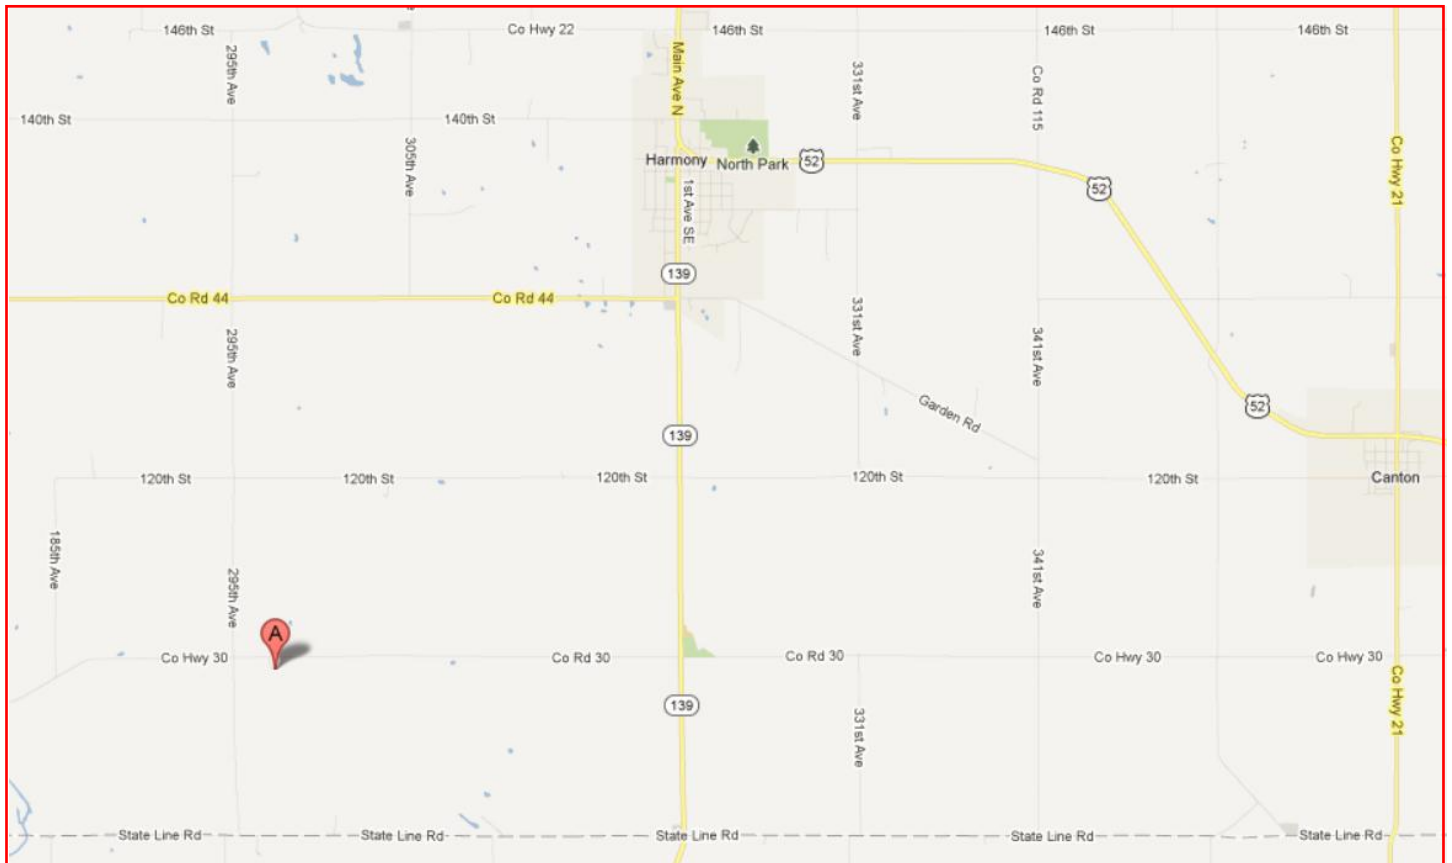 146th St
Co Hwy 22
146th St
146th St
146th St
295th Ave
Main Ave N
331st Ave
Co Rd 115
Co Hwy 21
140th St
140th St
305th Ave
Harmony
North Park
52
52
1st Ave SE
139
Co Rd 44
Co Rd 44
295th Ave
331st Ave
341st Ave
Garden Rd
52
139
120th St
120th St
120th St
120th St
120th St
Canton
185th Ave
295th Ave
341st Ave
A
Co Hwy 30
Co Rd 30
Co Rd 30
Co Hwy 30
Co Hwy 30
139
331st Ave
Co Hwy 21
State Line Rd
State Line Rd
State Line Rd
State Line Rd
State Line Rd